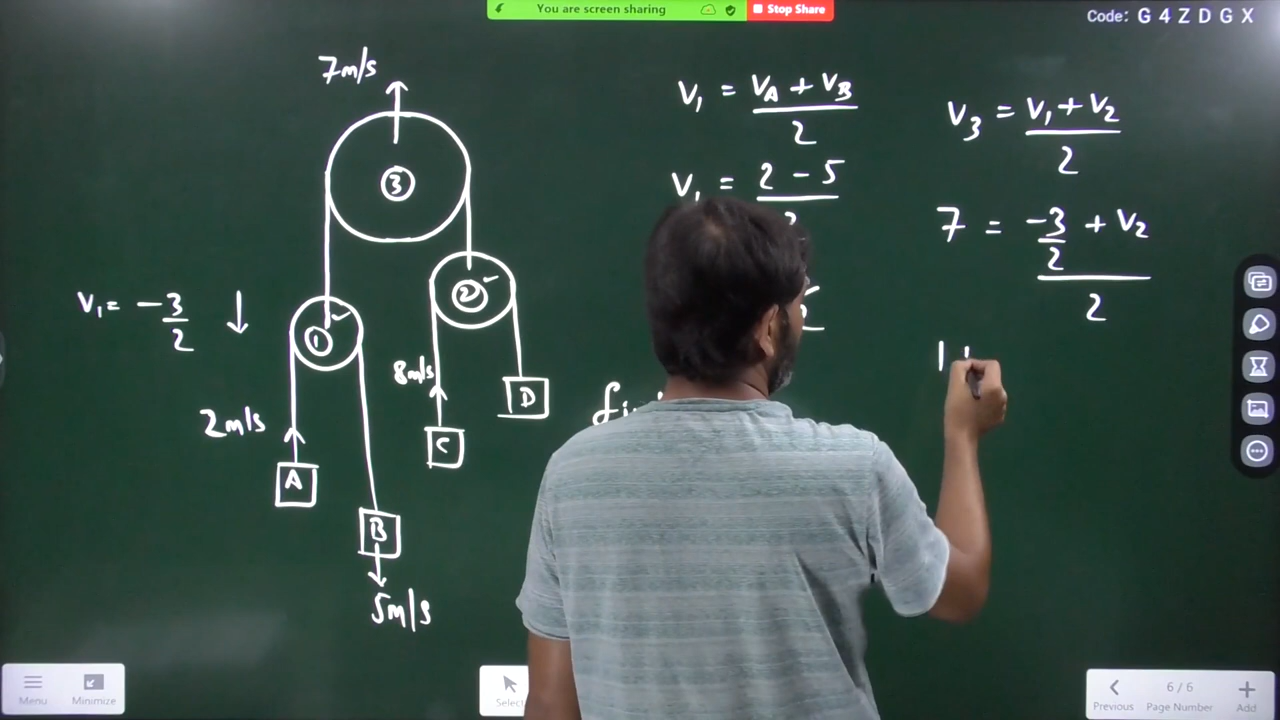 You are screen sharing
Stop Share
Code: G 4 Z D G X
7m/s
3
V₁ = -3/2
1
2
2m/s
8m/s
A
B
C
D
5m/s
V₁ = (VA + VB)/2
V₁ = (2 - 5)/
V₃ = (V₁ + V₂)/2
7 = (-3/2 + V₂)/2
Menu
Minimize
Select
Previous
6 / 6
Page Number
Add